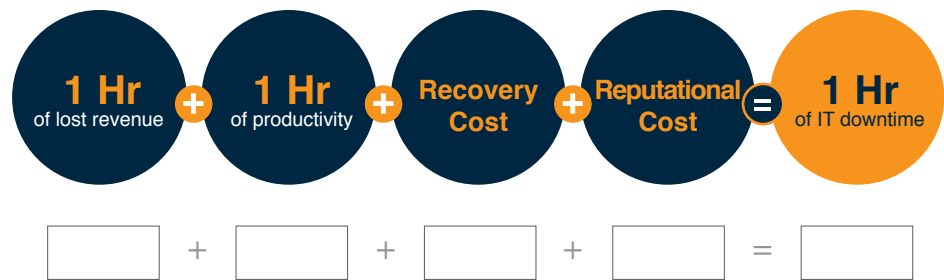 1 Hr
of lost revenue
+
1 Hr
of productivity
+
Recovery
Cost
+
Reputational
Cost
=
1 Hr
of IT downtime
+ + + =